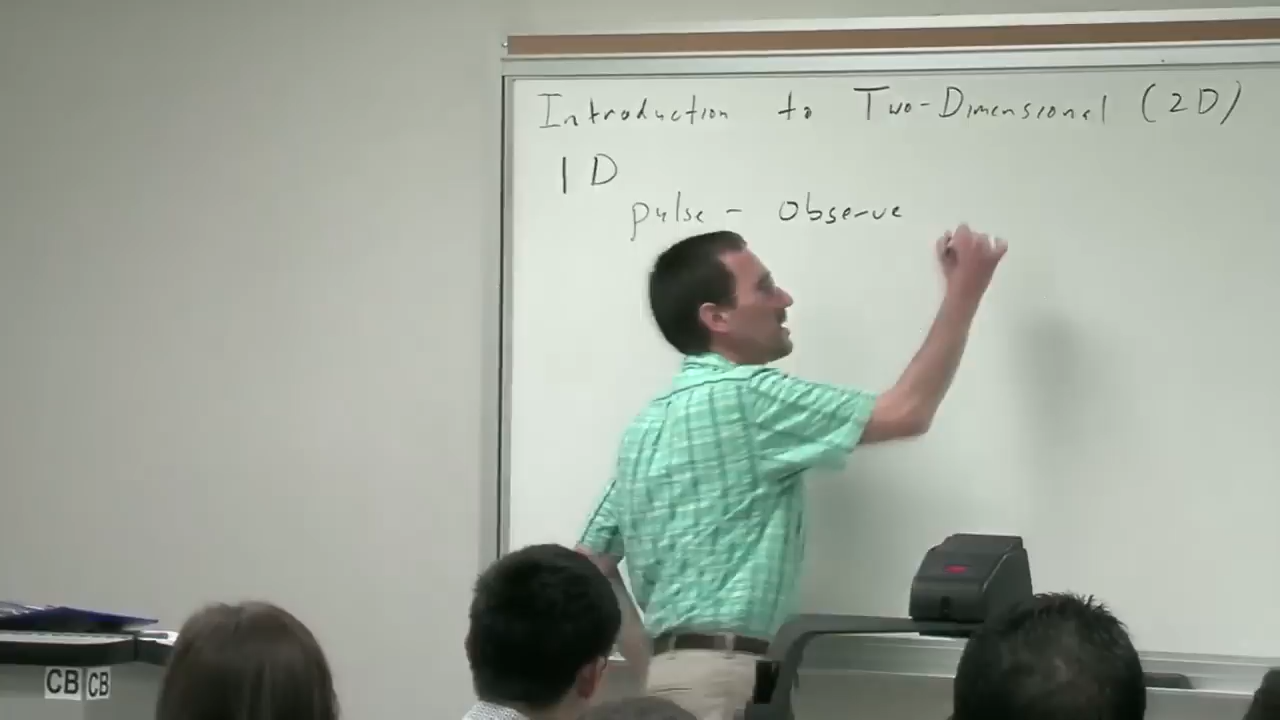 Introduction to Two-Dimensional (2D)
1D
pulse - observe
CB CB